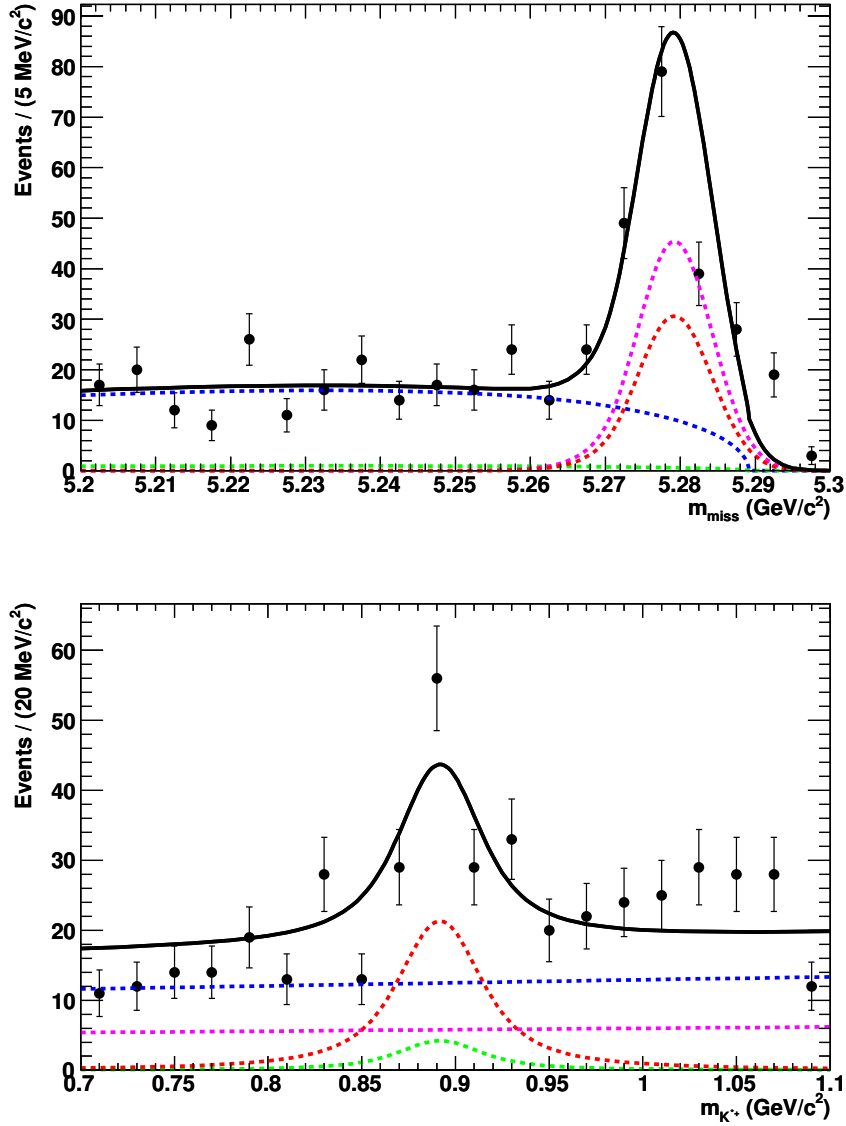 Events / (5 MeV/c²)
90
80
70
60
50
40
30
20
10
0
5.2 5.21 5.22 5.23 5.24 5.25 5.26 5.27 5.28 5.29 5.3
m_miss (GeV/c²)
Events / (20 MeV/c²)
60
50
40
30
20
10
0
0.7 0.75 0.8 0.85 0.9 0.95 1 1.05 1.1
m_K*+ (GeV/c²)